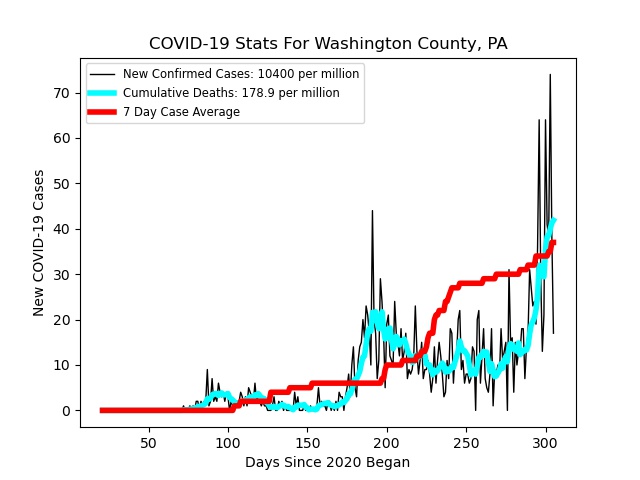 COVID-19 Stats For Washington County, PA
New Confirmed Cases: 10400 per million
Cumulative Deaths: 178.9 per million
7 Day Case Average
New COVID-19 Cases
70
60
50
40
30
20
10
0
50 100 150 200 250 300
Days Since 2020 Began